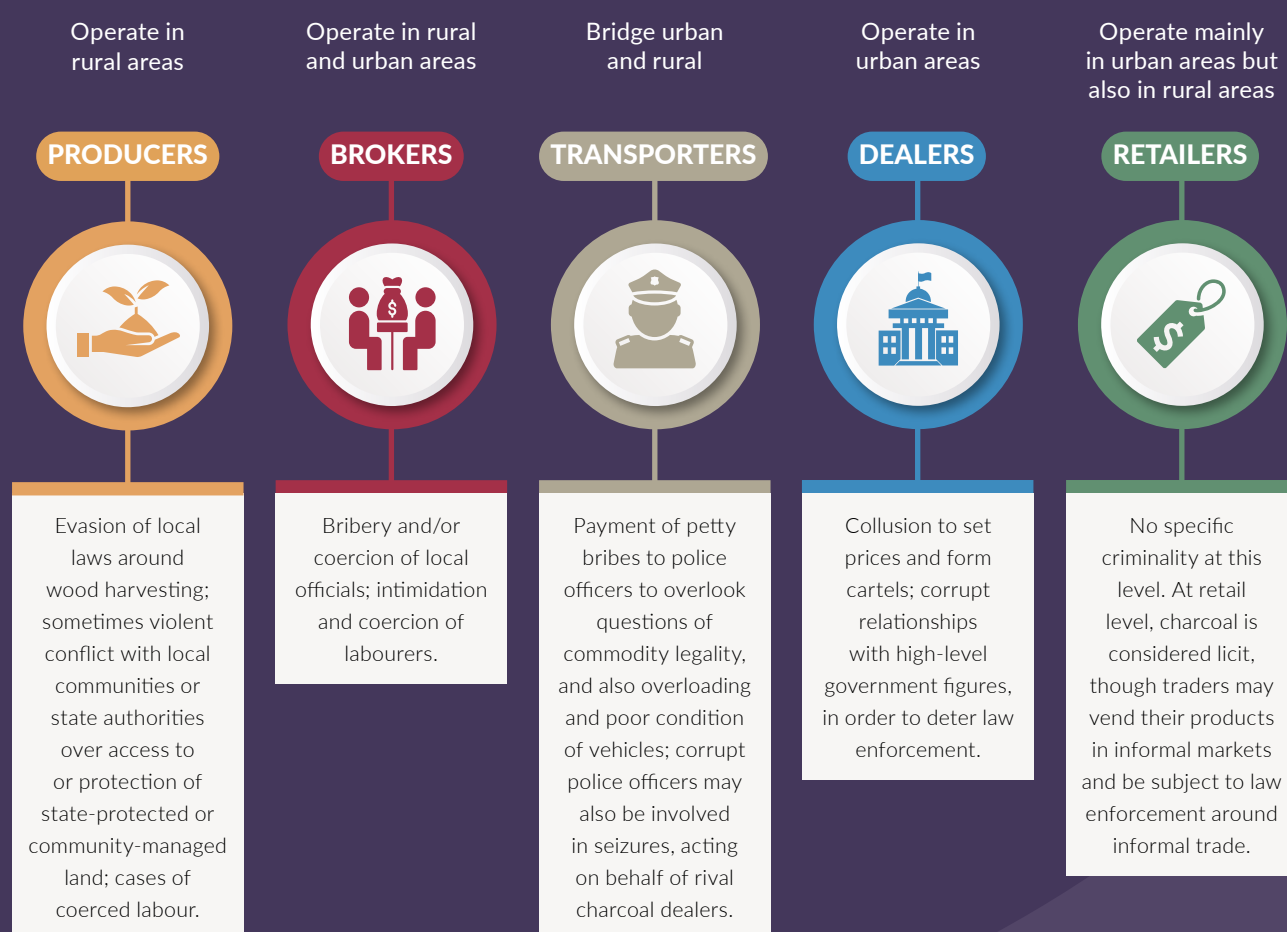 Operate in
rural areas
Operate in rural
and urban areas
Bridge urban
and rural
Operate in
urban areas
Operate mainly
in urban areas but
also in rural areas
PRODUCERS
BROKERS
TRANSPORTERS
DEALERS
RETAILERS
$
$
Evasion of local
laws around
wood harvesting;
sometimes violent
conflict with local
communities or
state authorities
over access to
or protection of
state-protected or
community-managed
land; cases of
coerced labour.
Bribery and/or
coercion of local
officials; intimidation
and coercion of
labourers.
Payment of petty
bribes to police
officers to overlook
questions of
commodity legality,
and also overloading
and poor condition
of vehicles; corrupt
police officers may
also be involved
in seizures, acting
on behalf of rival
charcoal dealers.
Collusion to set
prices and form
cartels; corrupt
relationships
with high-level
government figures,
in order to deter law
enforcement.
No specific
criminality at this
level. At retail
level, charcoal is
considered licit,
though traders may
vend their products
in informal markets
and be subject to law
enforcement around
informal trade.